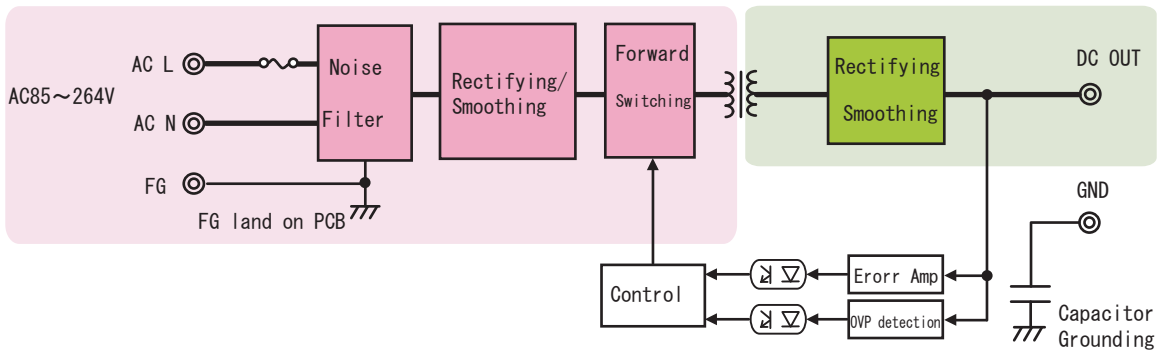 AC85～264V
AC L
AC N
FG
FG land on PCB
Noise
Filter
Rectifying/
Smoothing
Forward
Switching
Rectifying
Smoothing
DC OUT
GND
Control
Erorr Amp
OVP detection
Capacitor
Grounding